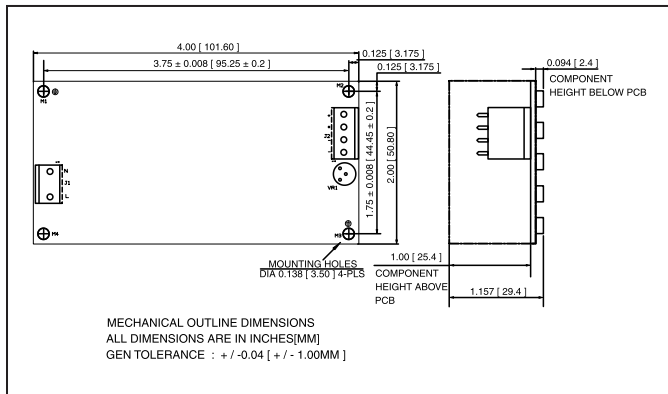 4.00 [ 101.60 ]
0.125 [ 3.175 ]
3.75 ± 0.008 [ 95.25 ± 0.2 ]
0.125 [ 3.175 ]
0.094 [ 2.4 ]
COMPONENT
HEIGHT BELOW PCB
M1
M2
J2
1.75 ± 0.008 [ 44.45 ± 0.2 ]
2.00 [ 50.80 ]
N
J1
L
VR1
M4
M3
MOUNTING HOLES
DIA 0.138 [ 3.50 ] 4-PLS
1.00 [ 25.4 ]
COMPONENT
HEIGHT ABOVE
PCB
1.157 [ 29.4 ]
MECHANICAL OUTLINE DIMENSIONS
ALL DIMENSIONS ARE IN INCHES[MM]
GEN TOLERANCE : + / -0.04 [ + / - 1.00MM ]